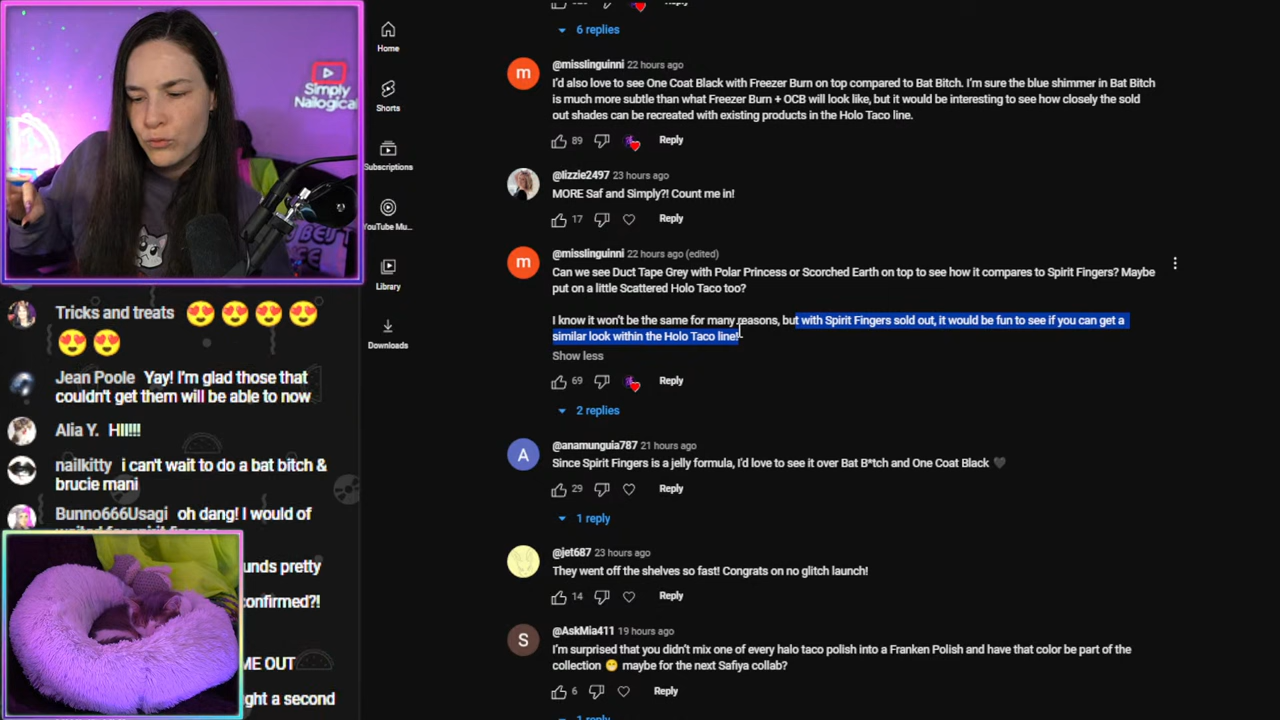 Simply
Nailogical
Tricks and treats
Jean Poole Yay! I'm glad those that
couldn't get them will be able to now
Alia Y. HI!!!
nailkitty i can't wait to do a bat bitch &
brucie mani
Bunno666Usagi oh dang! I would of
unds pretty
confirmed?!
ME OUT
ght a second
Home
Shorts
Subscriptions
YouTube Mu...
Library
Downloads
Reply
6 replies
m
@misslinguinni 22 hours ago
I'd also love to see One Coat Black with Freezer Burn on top compared to Bat Bitch. I'm sure the blue shimmer in Bat Bitch
is much more subtle than what Freezer Burn + OCB will look like, but it would be interesting to see how closely the sold
out shades can be recreated with existing products in the Holo Taco line.
89 Reply
@lizzie2497 23 hours ago
MORE Saf and Simply?! Count me in!
17 Reply
m
@misslinguinni 22 hours ago (edited)
Can we see Duct Tape Grey with Polar Princess or Scorched Earth on top to see how it compares to Spirit Fingers? Maybe
put on a little Scattered Holo Taco too?
I know it won't be the same for many reasons, but with Spirit Fingers sold out, it would be fun to see if you can get a
similar look within the Holo Taco line!
Show less
69 Reply
2 replies
A
@anamunguia787 21 hours ago
Since Spirit Fingers is a jelly formula, I'd love to see it over Bat B*tch and One Coat Black 🖤
29 Reply
1 reply
@jet687 23 hours ago
They went off the shelves so fast! Congrats on no glitch launch!
14 Reply
S
@AskMia411 19 hours ago
I'm surprised that you didn't mix one of every halo taco polish into a Franken Polish and have that color be part of the
collection 😁 maybe for the next Safiya collab?
6 Reply